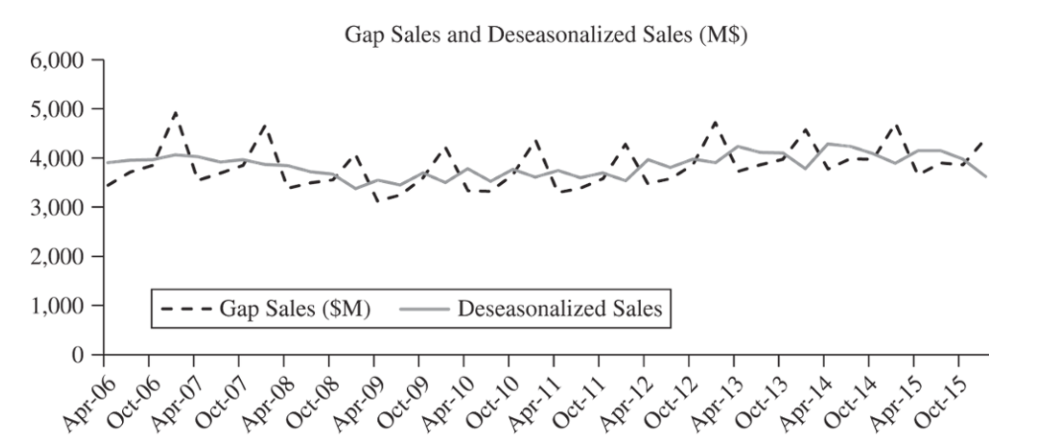 Gap Sales and Deseasonalized Sales (M$)
6,000
5,000
4,000
3,000
2,000
1,000
0
Gap Sales ($M) Deseasonalized Sales
Apr-06 Oct-06 Apr-07 Oct-07 Apr-08 Oct-08 Apr-09 Oct-09 Apr-10 Oct-10 Apr-11 Oct-11 Apr-12 Oct-12 Apr-13 Oct-13 Apr-14 Oct-14 Apr-15 Oct-15